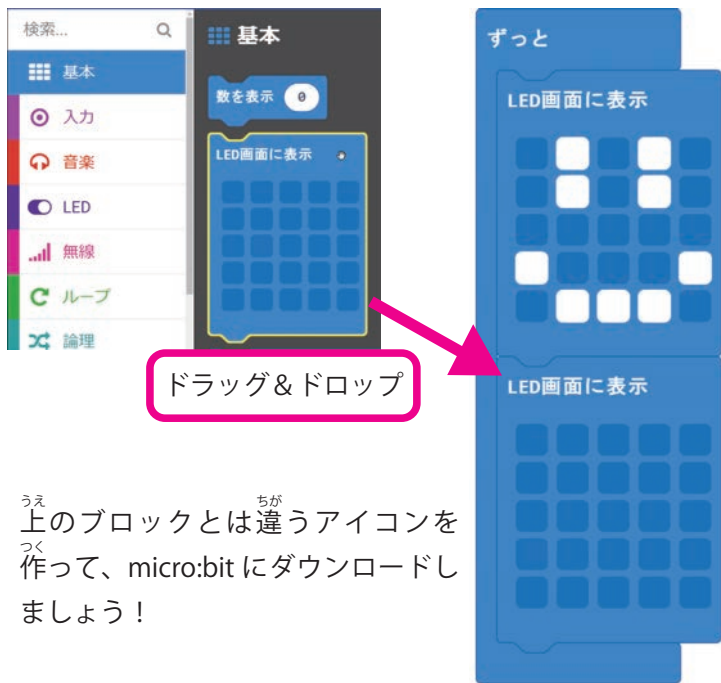 検索...
基本
入力
音楽
LED
無線
ループ
論理
基本
数を表示 0
LED画面に表示
ドラッグ＆ドロップ
ずっと
LED画面に表示
LED画面に表示
うえ ちが
上のブロックとは違うアイコンを
つく
作って、micro:bit にダウンロードし
ましょう！